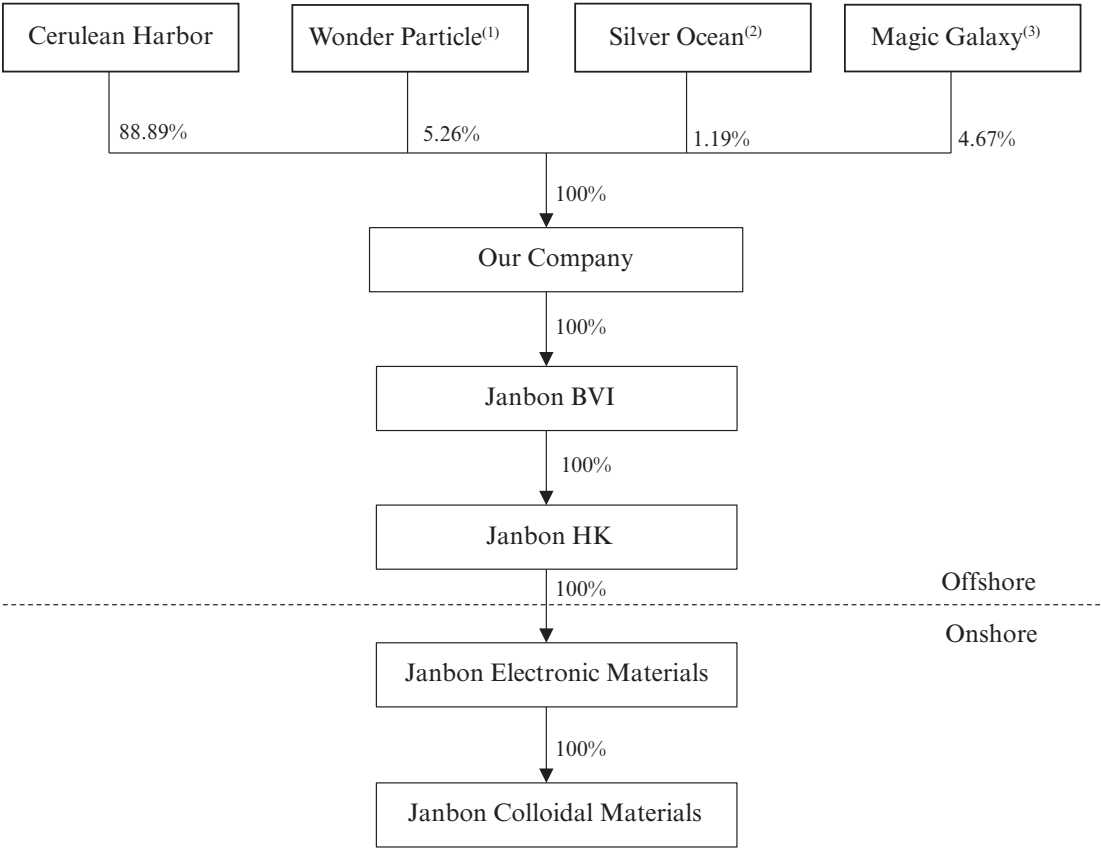 Cerulean Harbor
Wonder Particle(1)
Silver Ocean(2)
Magic Galaxy(3)
88.89%
5.26%
1.19%
4.67%
100%
Our Company
100%
Janbon BVI
100%
Janbon HK
100%
Offshore
Onshore
Janbon Electronic Materials
100%
Janbon Colloidal Materials